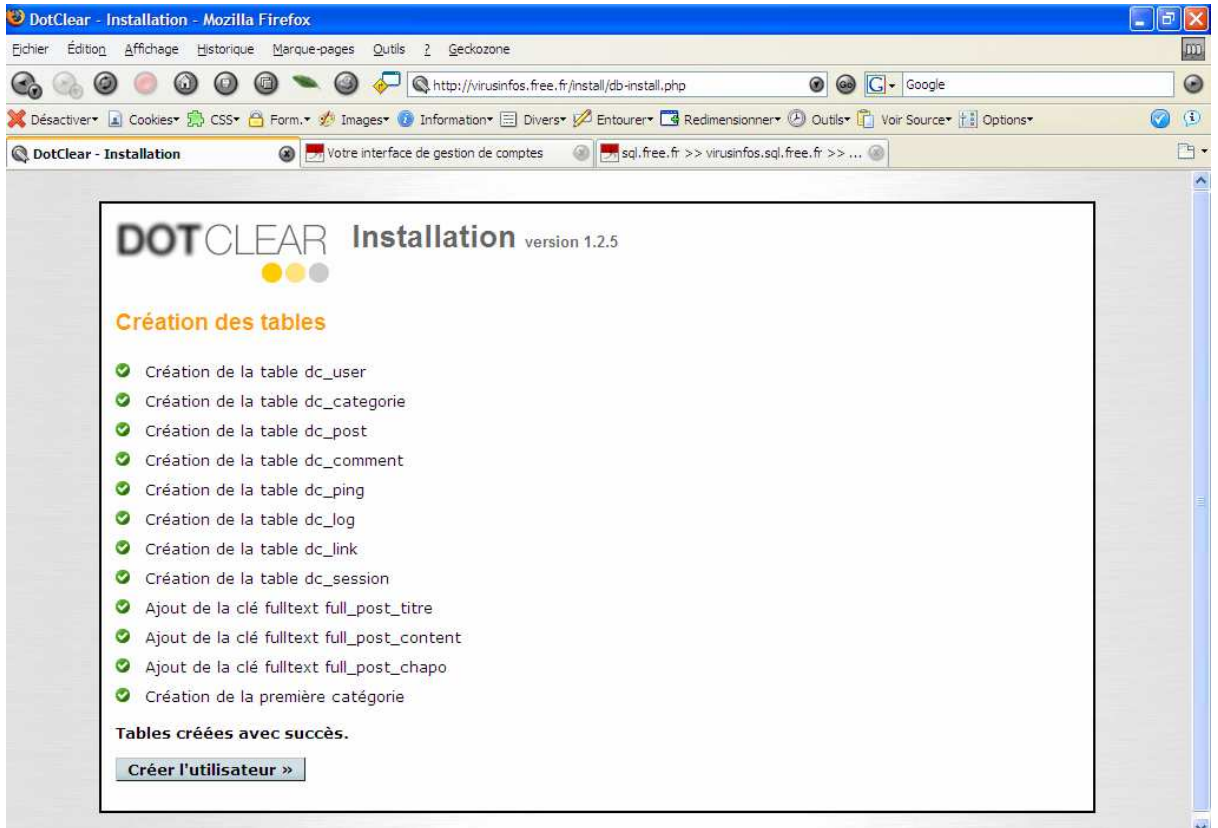 DotClear - Installation - Mozilla Firefox
Fichier Édition Affichage Historique Marque-pages Outils ? Geckozone
http://virusinfos.free.fr/install/db-install.php Go G Google
Désactiver Cookies CSS Form. Images Information Divers Entourer Redimensionner Outils Voir Source Options
DotClear - Installation Votre interface de gestion de comptes sql.free.fr >> virusinfos.sql.free.fr >> ...
DOTCLEAR Installation version 1.2.5
Création des tables
Création de la table dc_user
Création de la table dc_categorie
Création de la table dc_post
Création de la table dc_comment
Création de la table dc_ping
Création de la table dc_log
Création de la table dc_link
Création de la table dc_session
Ajout de la clé fulltext full_post_titre
Ajout de la clé fulltext full_post_content
Ajout de la clé fulltext full_post_chapo
Création de la première catégorie
Tables créées avec succès.
Créer l'utilisateur »